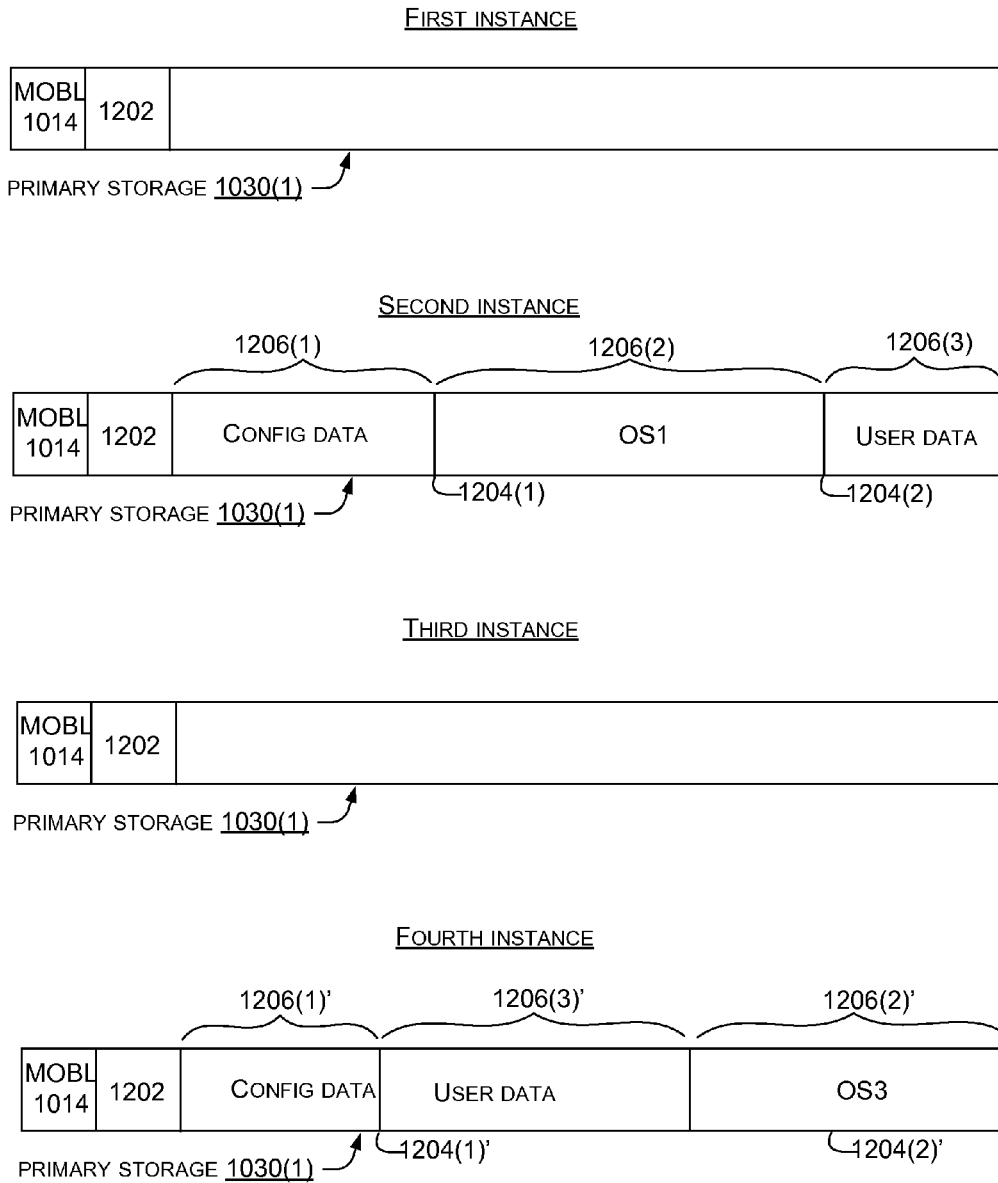 FIRST INSTANCE
MOBL
1014
1202
PRIMARY STORAGE 1030(1)
SECOND INSTANCE
1206(1)
1206(2)
1206(3)
MOBL
1014
1202
CONFIG DATA
OS1
USER DATA
1204(1)
1204(2)
PRIMARY STORAGE 1030(1)
THIRD INSTANCE
MOBL
1014
1202
PRIMARY STORAGE 1030(1)
FOURTH INSTANCE
1206(1)’
1206(3)’
1206(2)’
MOBL
1014
1202
CONFIG DATA
USER DATA
OS3
1204(1)’
1204(2)’
PRIMARY STORAGE 1030(1)